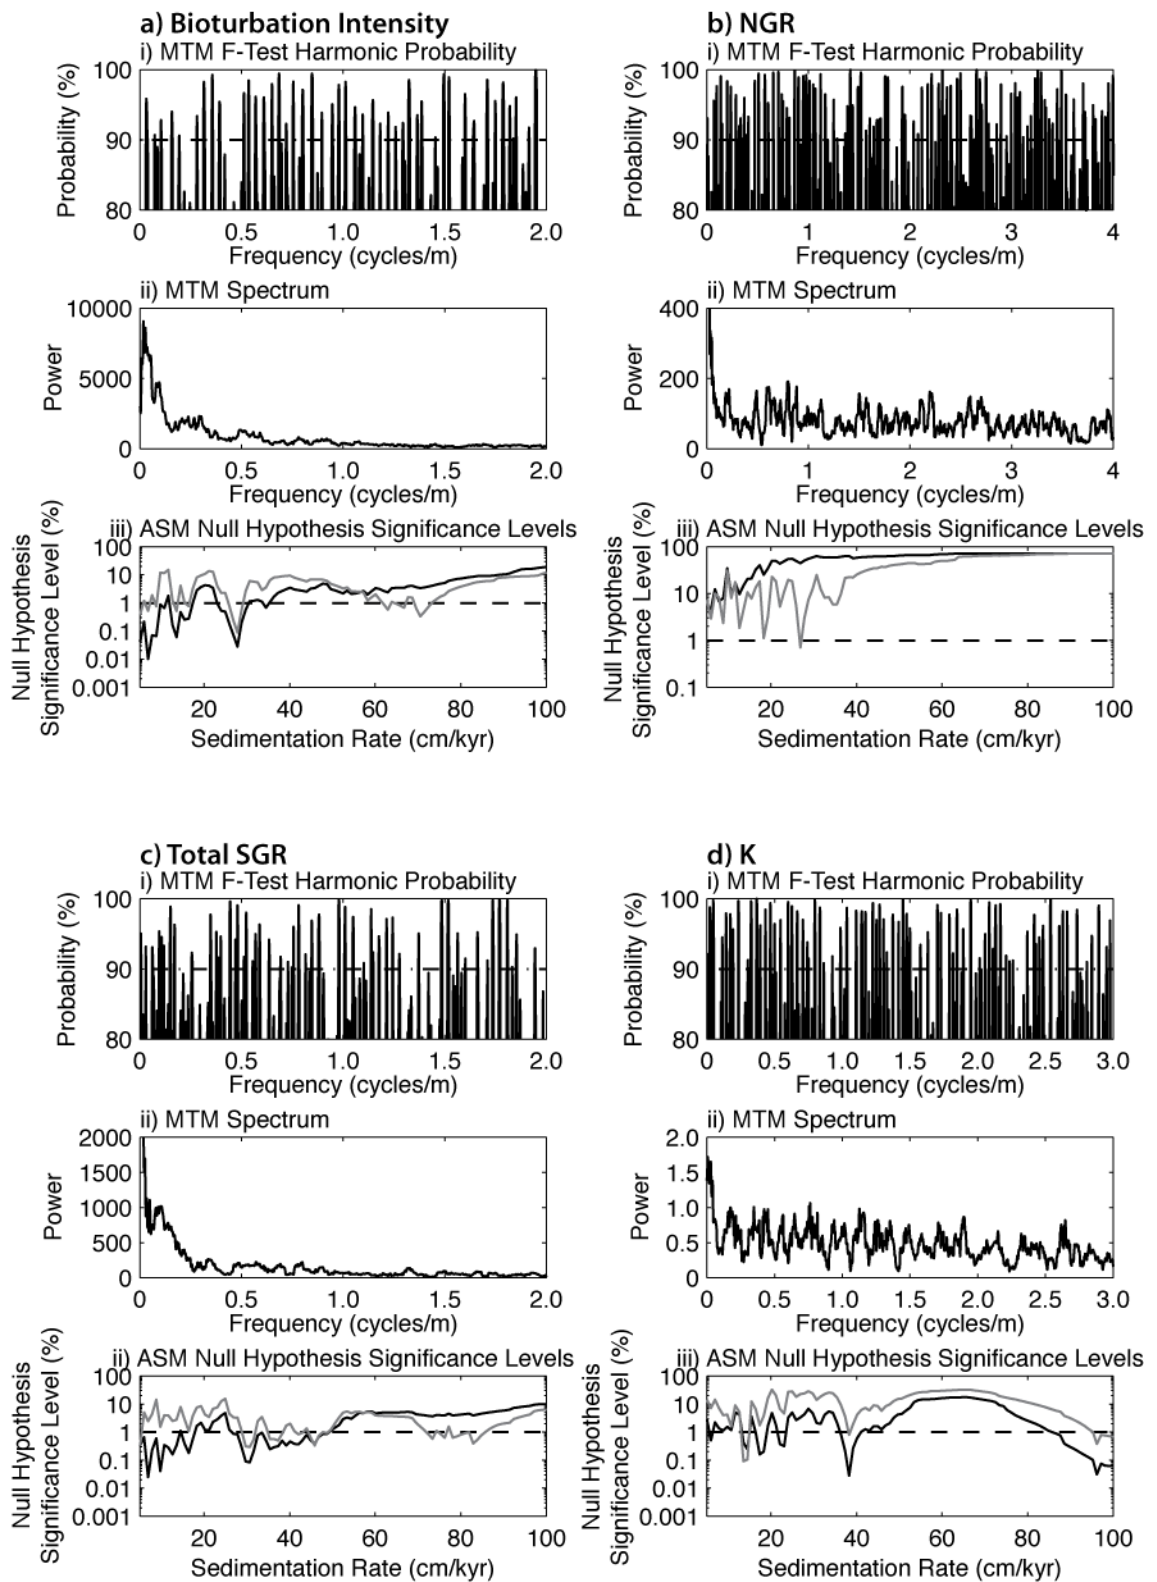 a) Bioturbation Intensity
i) MTM F-Test Harmonic Probability
Probability (%)
100
90
80
0 0.5 1.0 1.5 2.0
Frequency (cycles/m)
ii) MTM Spectrum
Power
10000
5000
0
0 0.5 1.0 1.5 2.0
Frequency (cycles/m)
iii) ASM Null Hypothesis Significance Levels
Null Hypothesis
Significance Level (%)
100
10
1
0.1
0.01
0.001
20 40 60 80 100
Sedimentation Rate (cm/kyr)
b) NGR
i) MTM F-Test Harmonic Probability
Probability (%)
100
90
80
0 1 2 3 4
Frequency (cycles/m)
ii) MTM Spectrum
Power
400
200
0
0 1 2 3 4
Frequency (cycles/m)
iii) ASM Null Hypothesis Significance Levels
Null Hypothesis
Significance Level (%)
100
10
1
0.1
20 40 60 80 100
Sedimentation Rate (cm/kyr)
c) Total SGR
i) MTM F-Test Harmonic Probability
Probability (%)
100
90
80
0 0.5 1.0 1.5 2.0
Frequency (cycles/m)
ii) MTM Spectrum
Power
2000
1500
1000
500
0
0 0.5 1.0 1.5 2.0
Frequency (cycles/m)
ii) ASM Null Hypothesis Significance Levels
Null Hypothesis
Significance Level (%)
100
10
1
0.1
0.01
0.001
20 40 60 80 100
Sedimentation Rate (cm/kyr)
d) K
i) MTM F-Test Harmonic Probability
Probability (%)
100
90
80
0 0.5 1.0 1.5 2.0 2.5 3.0
Frequency (cycles/m)
ii) MTM Spectrum
Power
2.0
1.5
1.0
0.5
0
0 0.5 1.0 1.5 2.0 2.5 3.0
Frequency (cycles/m)
iii) ASM Null Hypothesis Significance Levels
Null Hypothesis
Significance Level (%)
100
10
1
0.1
0.01
0.001
20 40 60 80 100
Sedimentation Rate (cm/kyr)